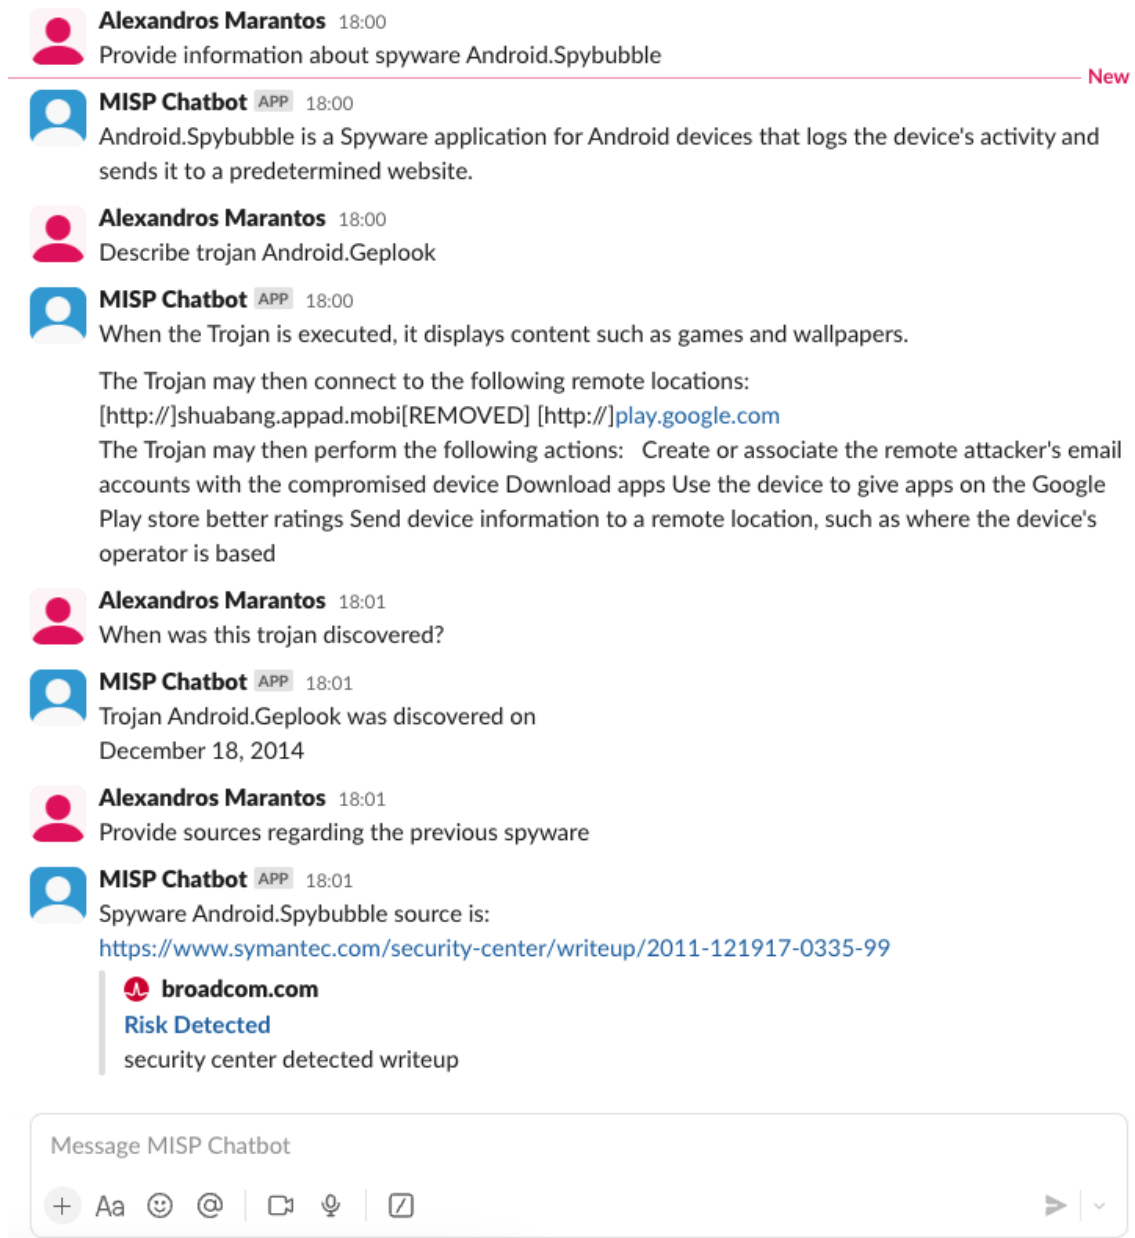 Alexandros Marantos 18:00
Provide information about spyware Android.Spybubble
New
MISP Chatbot APP 18:00
Android.Spybubble is a Spyware application for Android devices that logs the device's activity and
sends it to a predetermined website.
Alexandros Marantos 18:00
Describe trojan Android.Geplook
MISP Chatbot APP 18:00
When the Trojan is executed, it displays content such as games and wallpapers.
The Trojan may then connect to the following remote locations:
[http://]shuabang.appad.mobi[REMOVED] [http://]play.google.com
The Trojan may then perform the following actions:   Create or associate the remote attacker's email
accounts with the compromised device Download apps Use the device to give apps on the Google
Play store better ratings Send device information to a remote location, such as where the device's
operator is based
Alexandros Marantos 18:01
When was this trojan discovered?
MISP Chatbot APP 18:01
Trojan Android.Geplook was discovered on
December 18, 2014
Alexandros Marantos 18:01
Provide sources regarding the previous spyware
MISP Chatbot APP 18:01
Spyware Android.Spybubble source is:
https://www.symantec.com/security-center/writeup/2011-121917-0335-99
broadcom.com
Risk Detected
security center detected writeup
Message MISP Chatbot
Aa